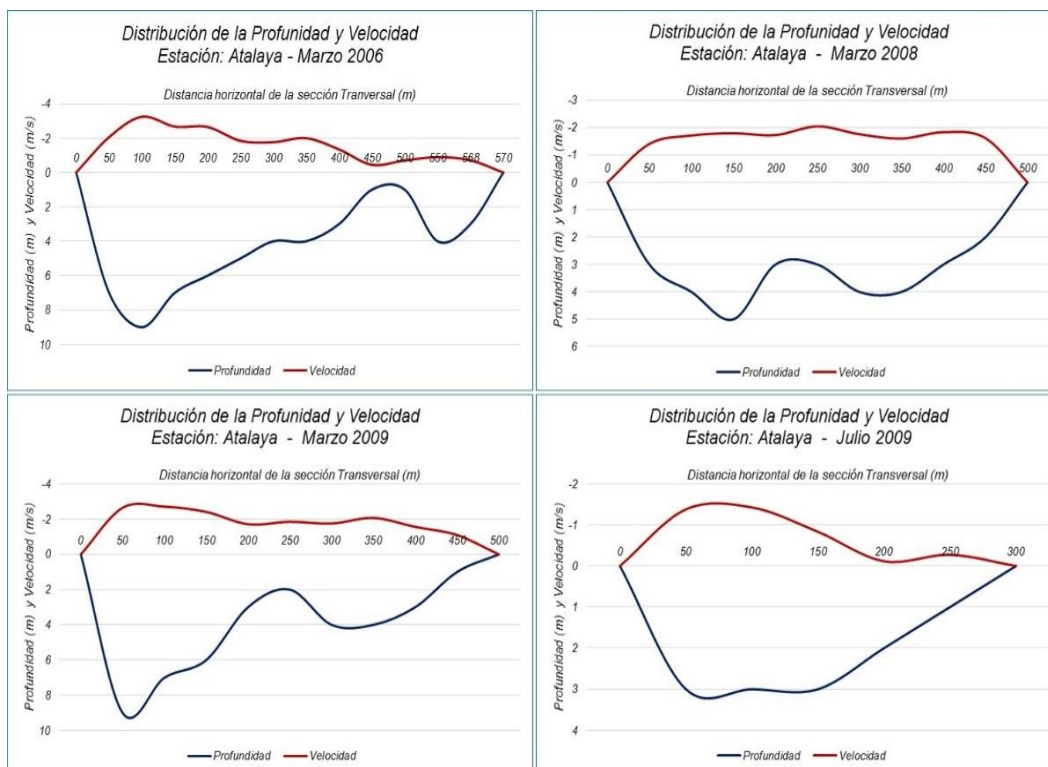 Distribución de la Profunidad y Velocidad
Estación: Atalaya - Marzo 2006
Distancia horizontal de la sección Tranversal (m)
Profundidad (m) y Velocidad (m/s)
-4
-2
0
2
4
6
8
10
0 50 100 150 200 250 300 350 400 450 500 550 568 570
Profundidad Velocidad
Distribución de la Profunidad y Velocidad
Estación: Atalaya - Marzo 2008
Distancia horizontal de la sección Tranversal (m)
Profundidad (m) y Velocidad (m/s)
-3
-2
-1
0
1
2
3
4
5
6
0 50 100 150 200 250 300 350 400 450 500
Profundidad Velocidad
Distribución de la Profunidad y Velocidad
Estación: Atalaya - Marzo 2009
Distancia horizontal de la sección Transversal (m)
Profundidad (m) y Velocidad (m/s)
-4
-2
0
2
4
6
8
10
0 50 100 150 200 250 300 350 400 450 500
Profundidad Velocidad
Distribución de la Profunidad y Velocidad
Estación: Atalaya - Julio 2009
Distancia horizontal de la sección Transversal (m)
Profundidad (m) y Velocidad (m/s)
-2
-1
0
1
2
3
4
0 50 100 150 200 250 300
Profundidad Velocidad